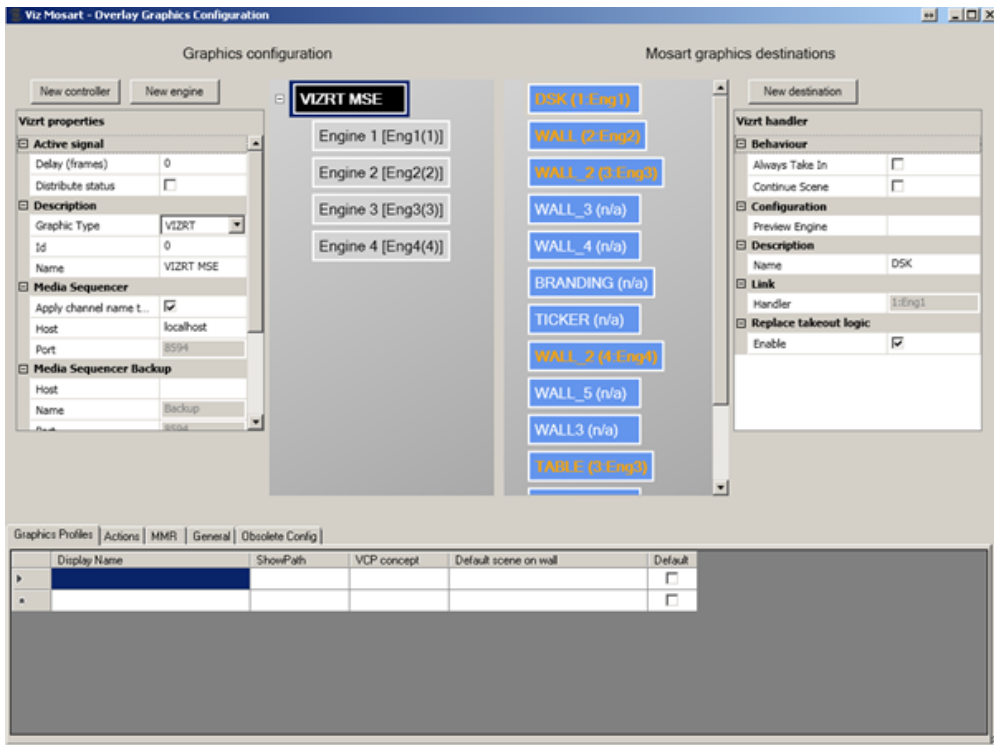 Viz Mosart - Overlay Graphics Configuration
Graphics configuration
Mosart graphics destinations
New controller
New engine
Vizrt properties
Active signal
Delay (frames) 0
Distribute status
Description
Graphic Type VIZRT
Id 0
Name VIZRT MSE
Media Sequencer
Apply channel name t...
Host localhost
Port 8594
Media Sequencer Backup
Host
Name Backup
Port 8594
VIZRT MSE
Engine 1 [Eng1(1)]
Engine 2 [Eng2(2)]
Engine 3 [Eng3(3)]
Engine 4 [Eng4(4)]
DSK (1:Eng1)
WALL (2:Eng2)
WALL_2 (3:Eng3)
WALL_3 (n/a)
WALL_4 (n/a)
BRANDING (n/a)
TICKER (n/a)
WALL_2 (4:Eng4)
WALL_5 (n/a)
WALL3 (n/a)
TABLE (3:Eng3)
New destination
Vizrt handler
Behaviour
Always Take In
Continue Scene
Configuration
Preview Engine
Description
Name DSK
Link
Handler 1:Eng1
Replace takeout logic
Enable
Graphics Profiles Actions MMR General Obsolete Config
Display Name ShowPath VCP concept Default scene on wall Default